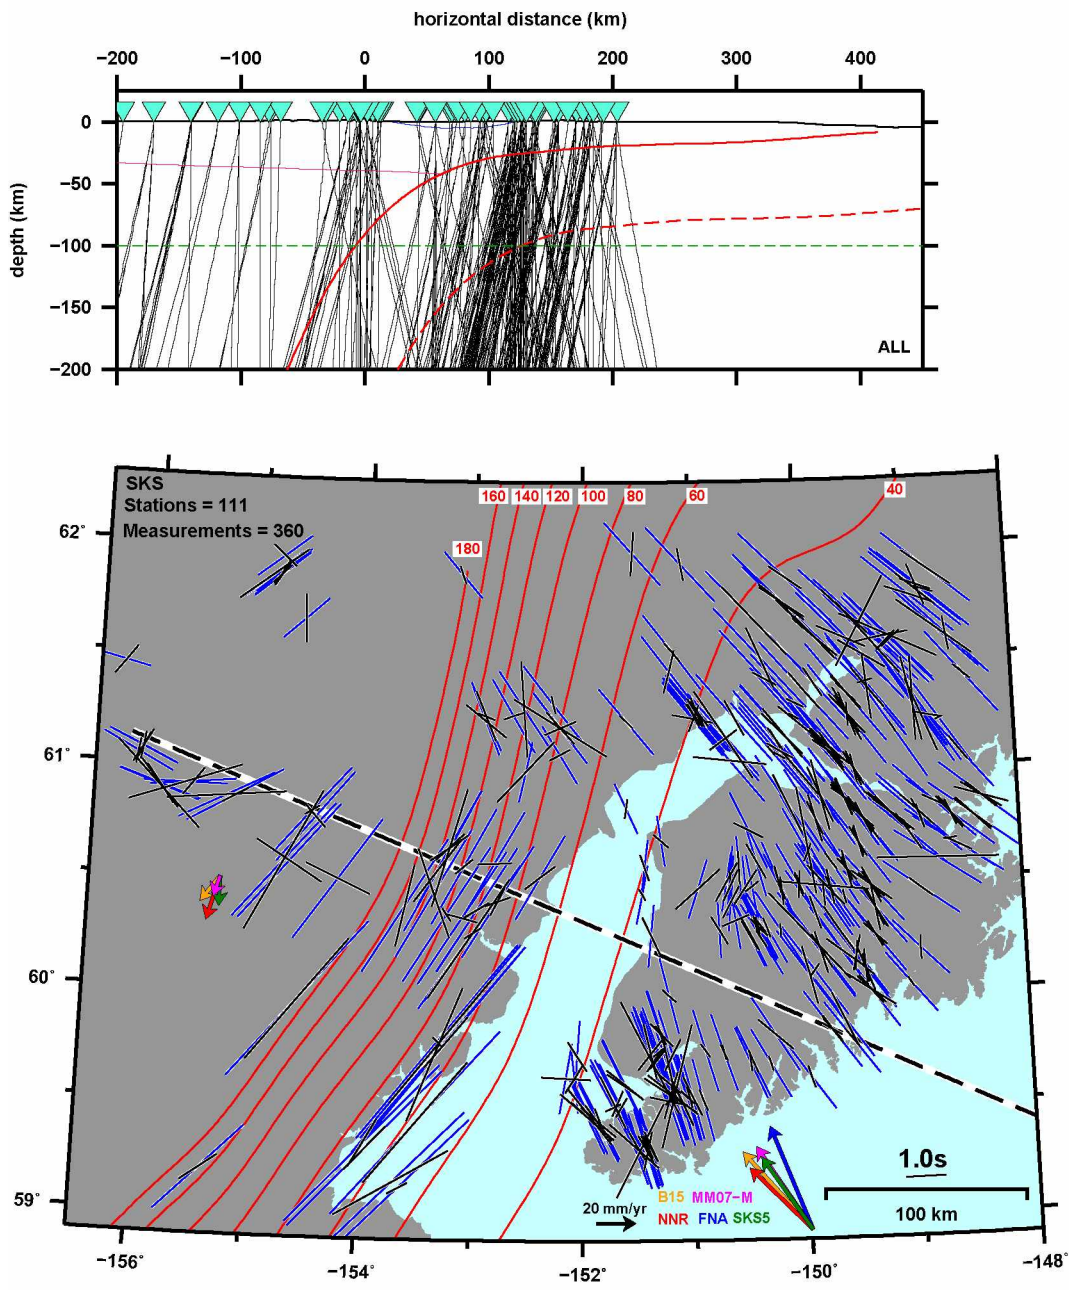 horizontal distance (km)
−200 −100 0 100 200 300 400
0
−50
−100
−150
−200
depth (km)
ALL
SKS
Stations = 111
Measurements = 360
180 160 140 120 100 80 60 40
62°
61°
60°
59°
1.0s
100 km
20 mm/yr
B15 MM07−M
NNR FNA SKS5
−156° −154° −152° −150° −148°